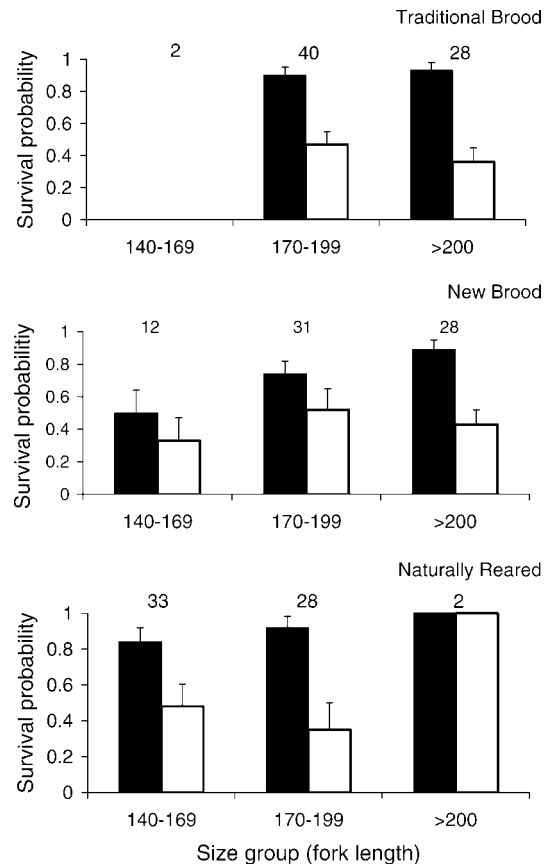 Traditional Brood
2 40 28
Survival probability
1
0.8
0.6
0.4
0.2
0
140-169 170-199 >200
New Brood
12 31 28
Survival probabilitiy
1
0.8
0.6
0.4
0.2
0
140-169 170-199 >200
Naturally Reared
33 28 2
Survival probability
1
0.8
0.6
0.4
0.2
0
140-169 170-199 >200
Size group (fork length)